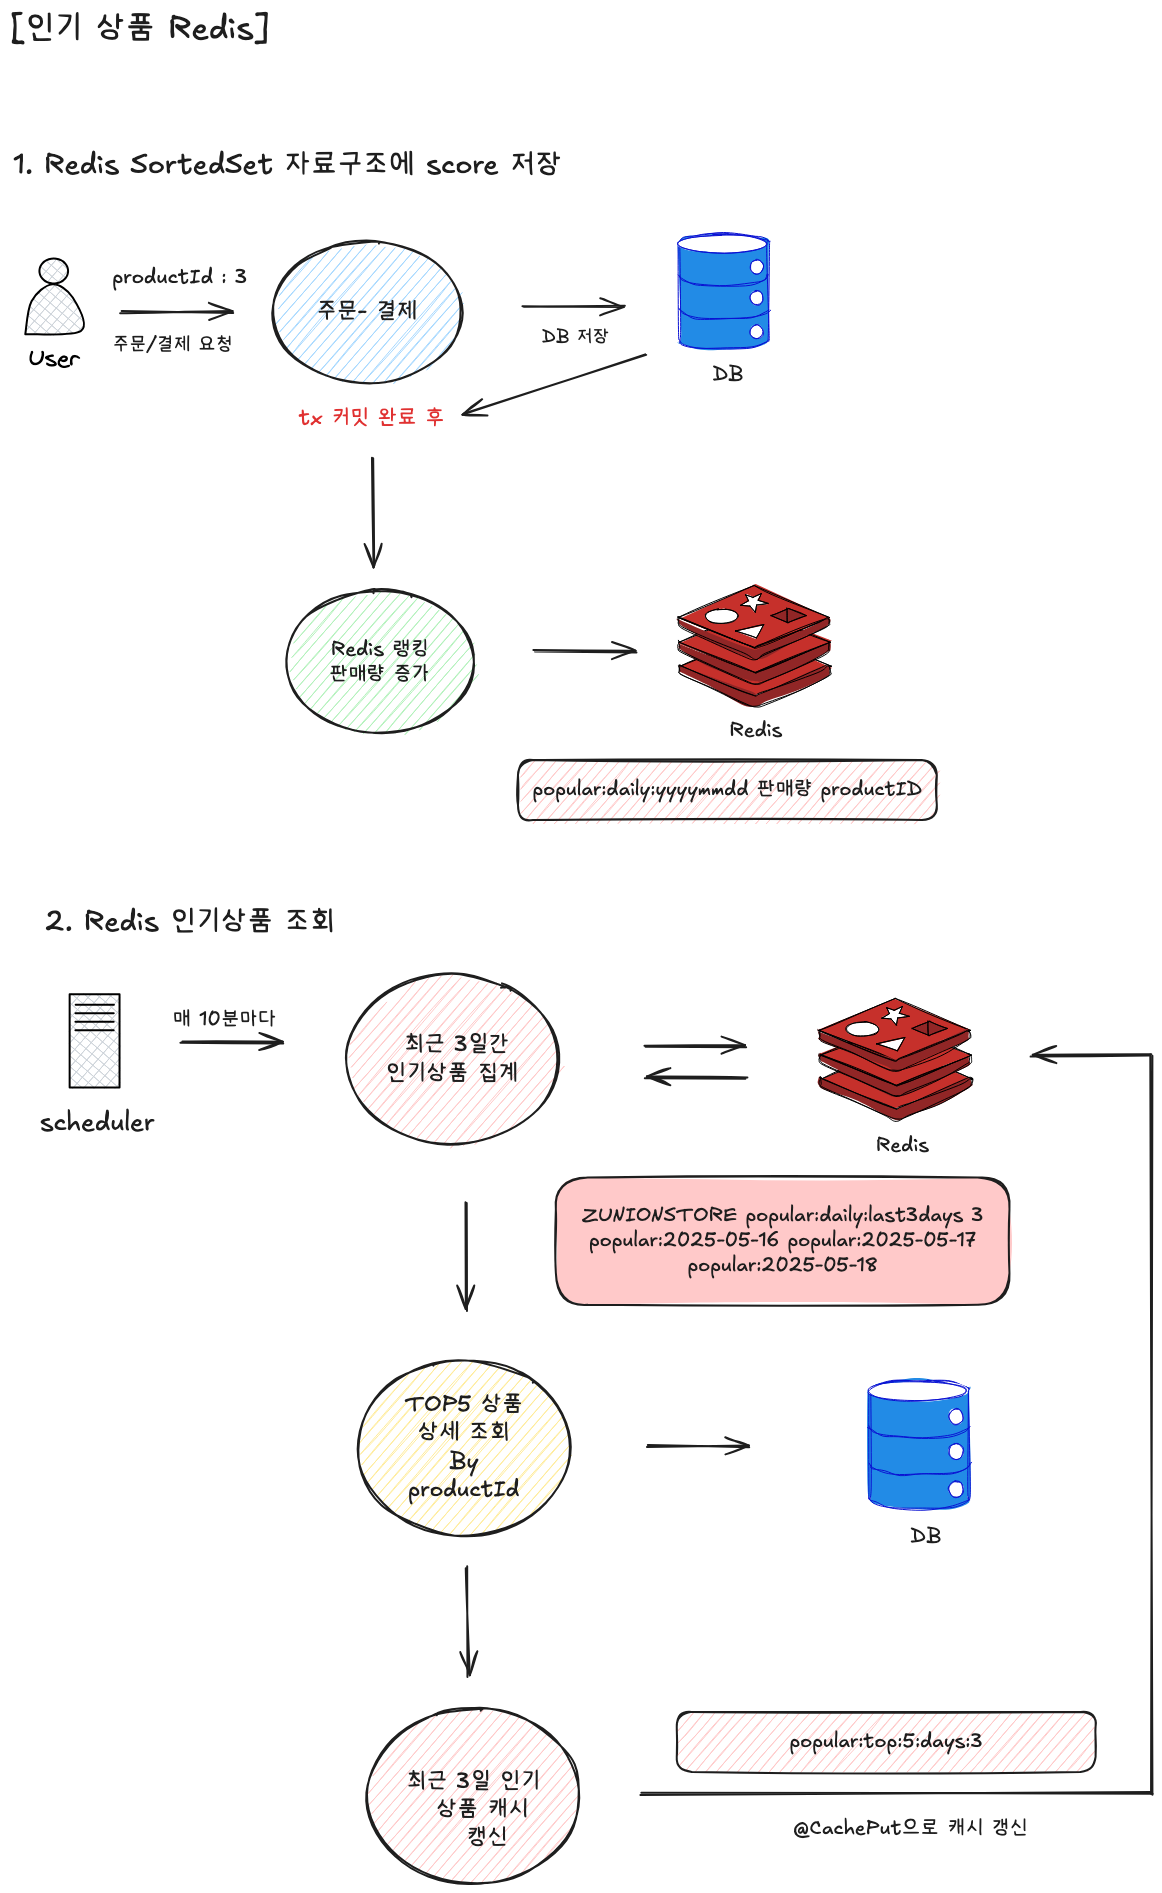 [인기 상품 Redis]
1. Redis SortedSet 자료구조에 score 저장
productId : 3
주문/결제 요청
User
주문- 결제
DB 저장
DB
tx 커밋 완료 후
Redis 랭킹
판매량 증가
Redis
popular:daily:yyyymmdd 판매량 productID
2. Redis 인기상품 조회
매 10분마다
scheduler
최근 3일간
인기상품 집계
Redis
ZUNIONSTORE popular:daily:last3days 3
popular:2025-05-16 popular:2025-05-17
popular:2025-05-18
TOP5 상품
상세 조회
By
productId
DB
최근 3일 인기
상품 캐시
갱신
popular:top:5:days:3
@CachePut으로 캐시 갱신